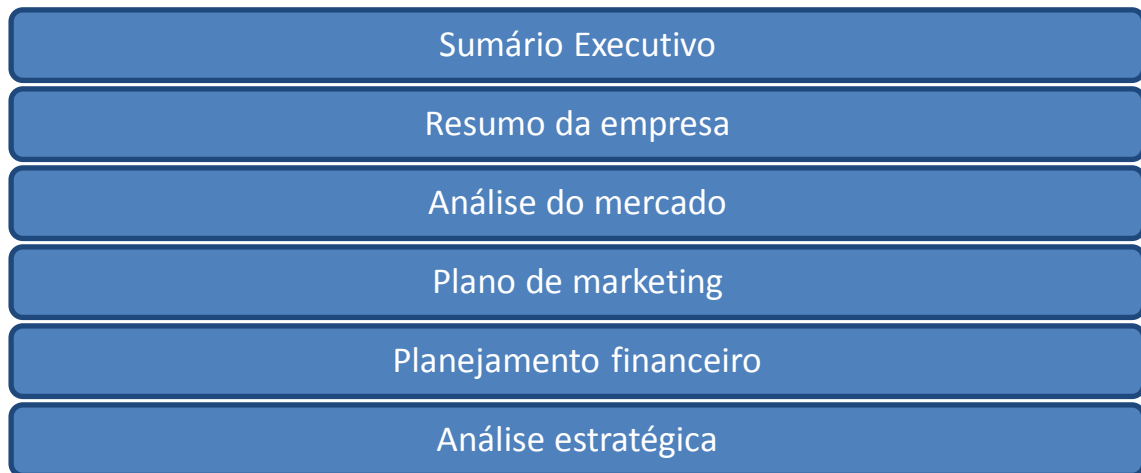 Sumário Executivo
Resumo da empresa
Análise do mercado
Plano de marketing
Planejamento financeiro
Análise estratégica